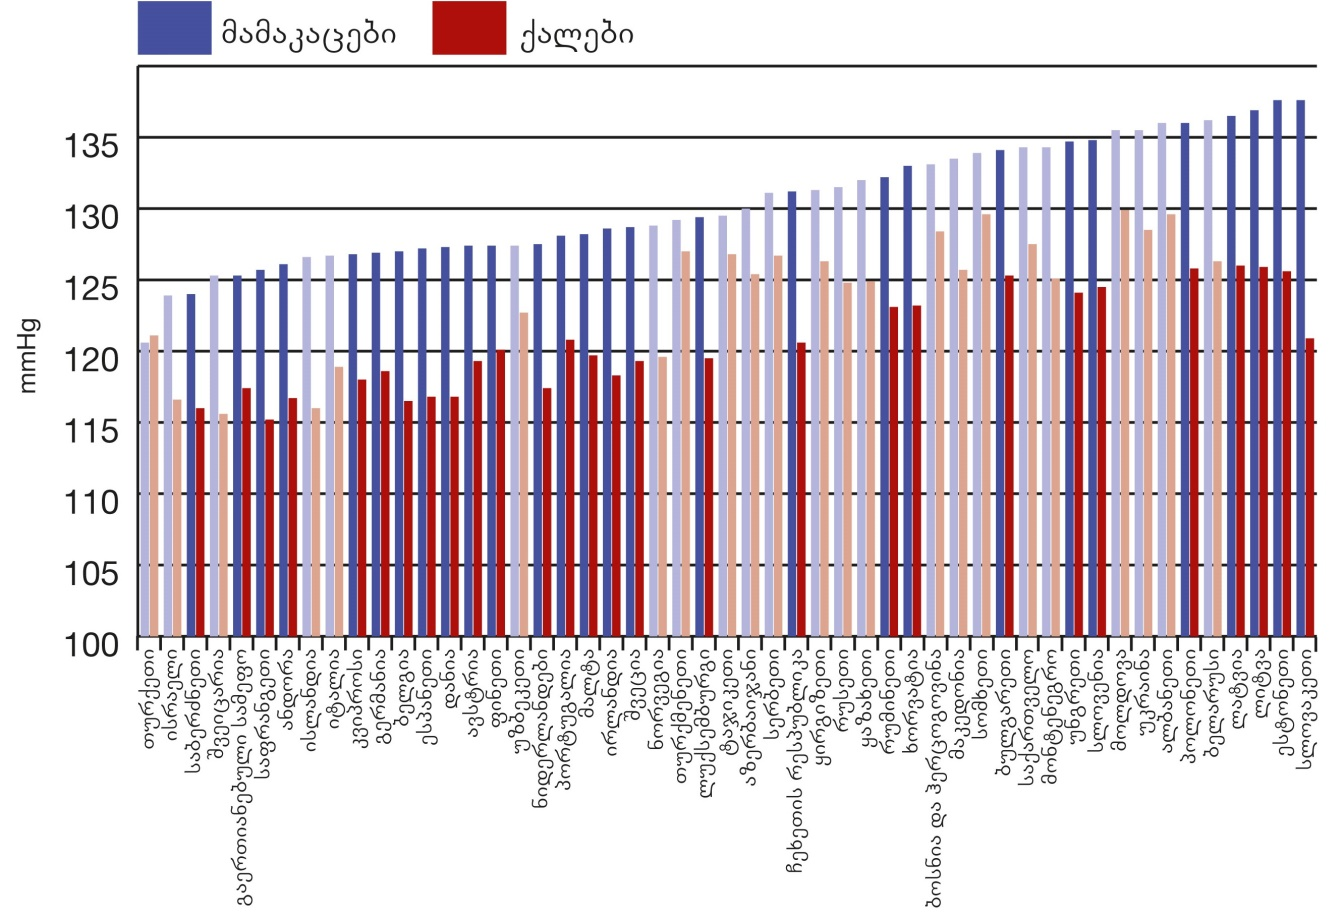 მამაკაცები
ქალები
mmHg
135
130
125
120
115
110
105
100
თურქეთი
ისრაელი
საბერძნეთი
შვეიცარია
გაერთიანებული სამეფო
საფრანგეთი
ანდორა
ისლანდია
იტალია
კვიპროსი
გერმანია
ბელგია
ესპანეთი
დანია
ავსტრია
ფინეთი
უზბეკეთი
ნიდერლანდები
პორტუგალია
მალტა
ირლანდია
შვეცია
ნორვეგია
თურქმენეთი
ლუქსემბურგი
ტაჯიკეთი
აზერბაიჯანი
სერბეთი
ჩეხეთის რესპუბლიკა
ყირგიზეთი
რუსეთი
ყაზახეთი
რუმინეთი
ხორვატია
ბოსნია და ჰერცოგოვინა
მაკედონია
სომხეთი
ბულგარეთი
საქართველო
მონტენეგრო
უნგრეთი
სლოვენია
მოლდოვა
უკრაინა
ალბანეთი
პოლონეთი
ბელარუსი
ლატვია
ლიტვა
ესტონეთი
სლოვაკეთი